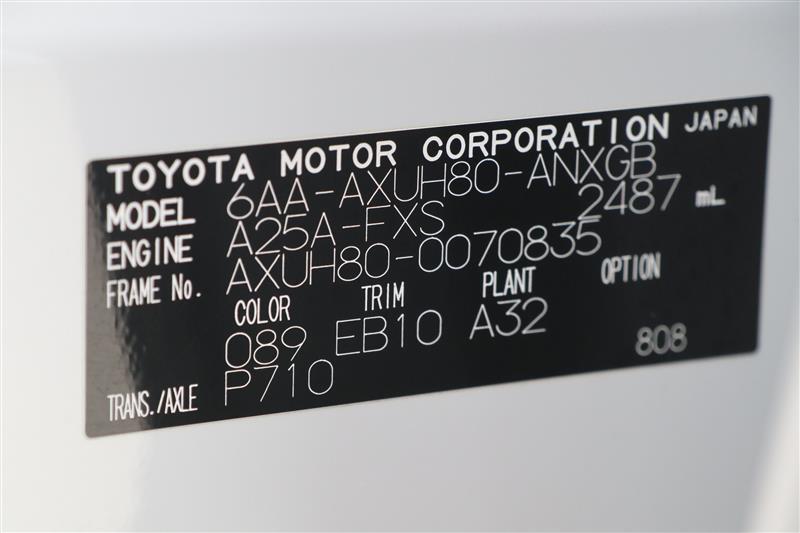 TOYOTA MOTOR CORPORATION JAPAN
MODEL 6AA-AXUH80-ANXGB
ENGINE A25A-FXS 2487 mL
FRAME No. AXUH80-0070835
COLOR TRIM PLANT OPTION
089 EB10 A32
TRANS./AXLE P710 808